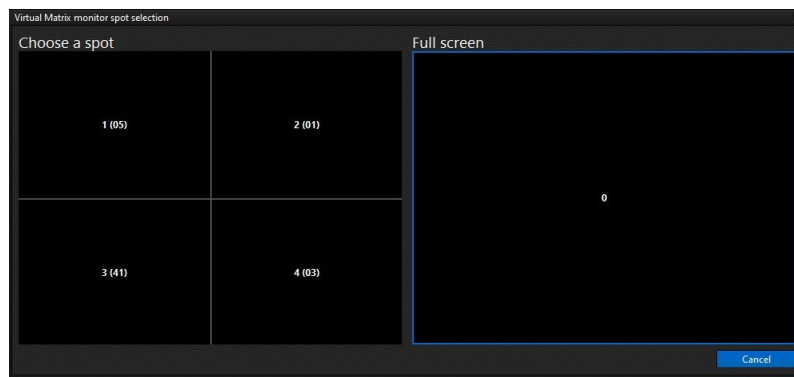 Virtual Matrix monitor spot selection
Choose a spot
Full screen
1 (05)
2 (01)
0
3 (41)
4 (03)
Cancel